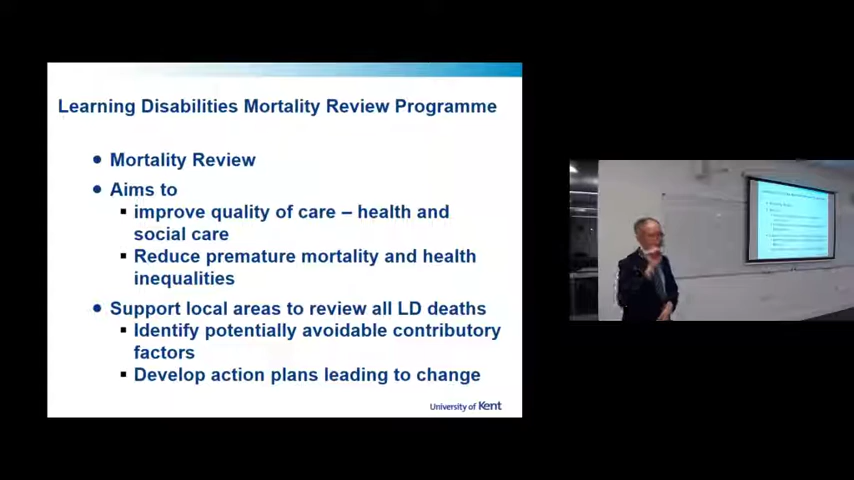 Learning Disabilities Mortality Review Programme
● Mortality Review
● Aims to
▪ improve quality of care – health and
social care
▪ Reduce premature mortality and health
inequalities
● Support local areas to review all LD deaths
▪ Identify potentially avoidable contributory
factors
▪ Develop action plans leading to change
University of Kent